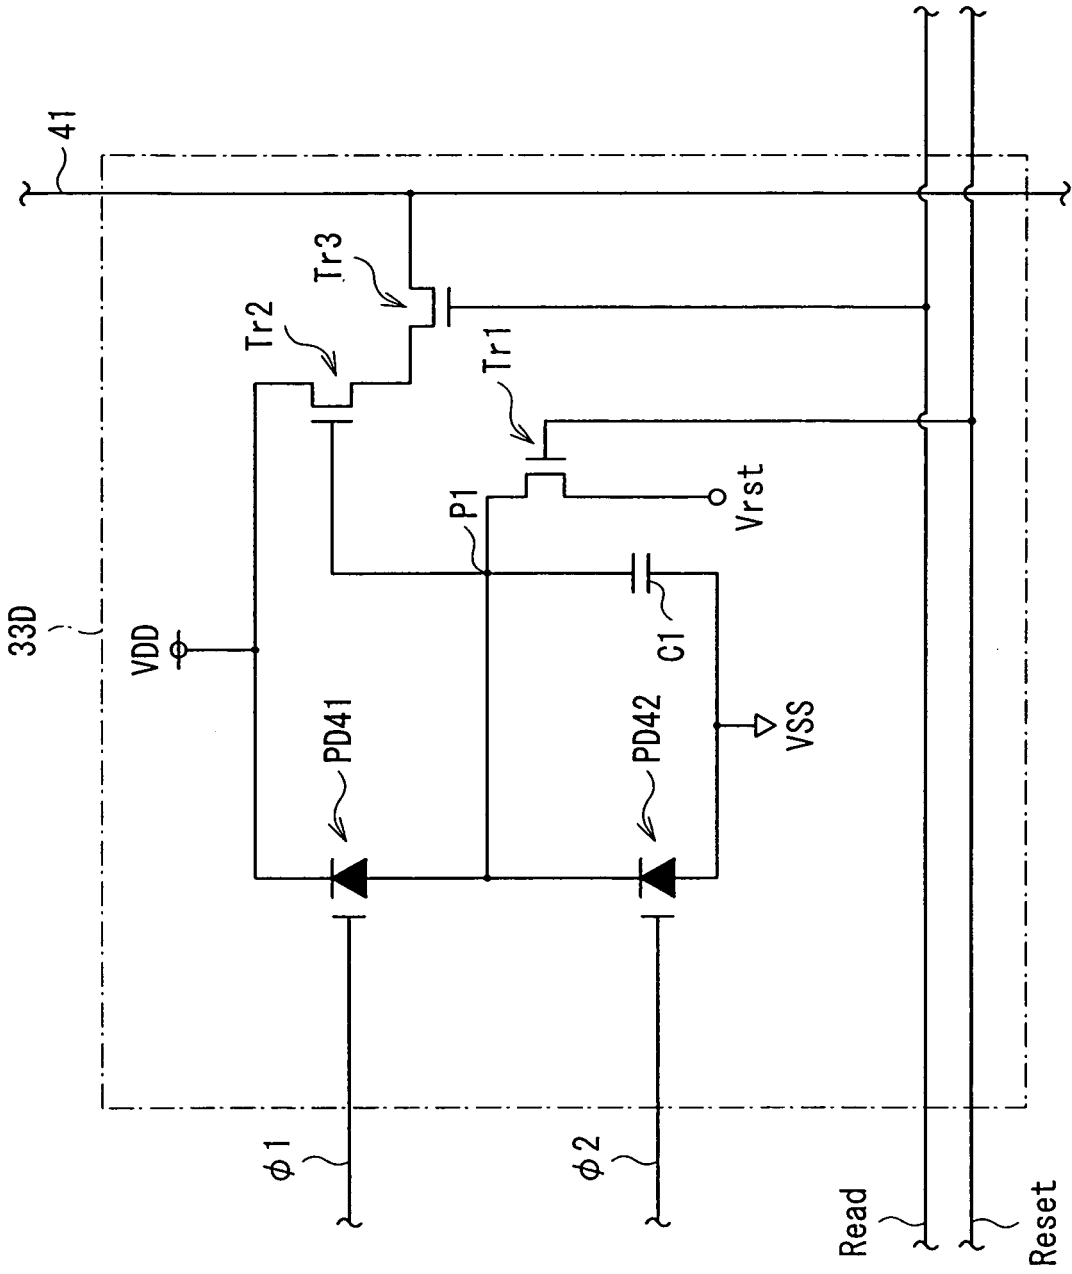 41
Tr3
Tr2
Tr1
P1
Vrst
33D
VDD
C1
PD41
PD42
VSS
φ1
φ2
Read
Reset